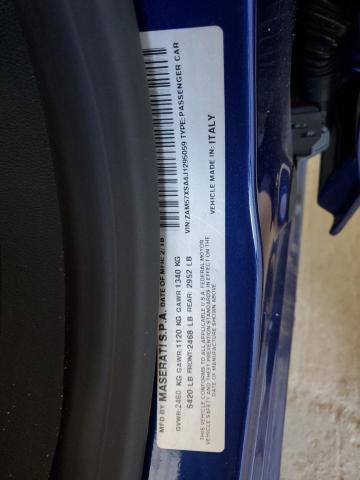 MFD BY MASERATI S.P.A. DATE OF MFR: 2.18
GVWR:2460 KG GAWR:1120 KG GAWR 1340 KG
5420 LB FRONT:2468 LB REAR: 2952 LB
THIS VEHICLE CONFORMS TO ALL APPLICABLE U.S.A. FEDERAL MOTOR
VEHICLE SAFETY AND THEFT PREVENTION STANDARDS IN EFFECT ON THE
DATE OF MANUFACTURE SHOWN ABOVE.
VIN:ZAM57XSA4J1295059 TYPE:PASSENGER CAR
VEHICLE MADE IN: ITALY